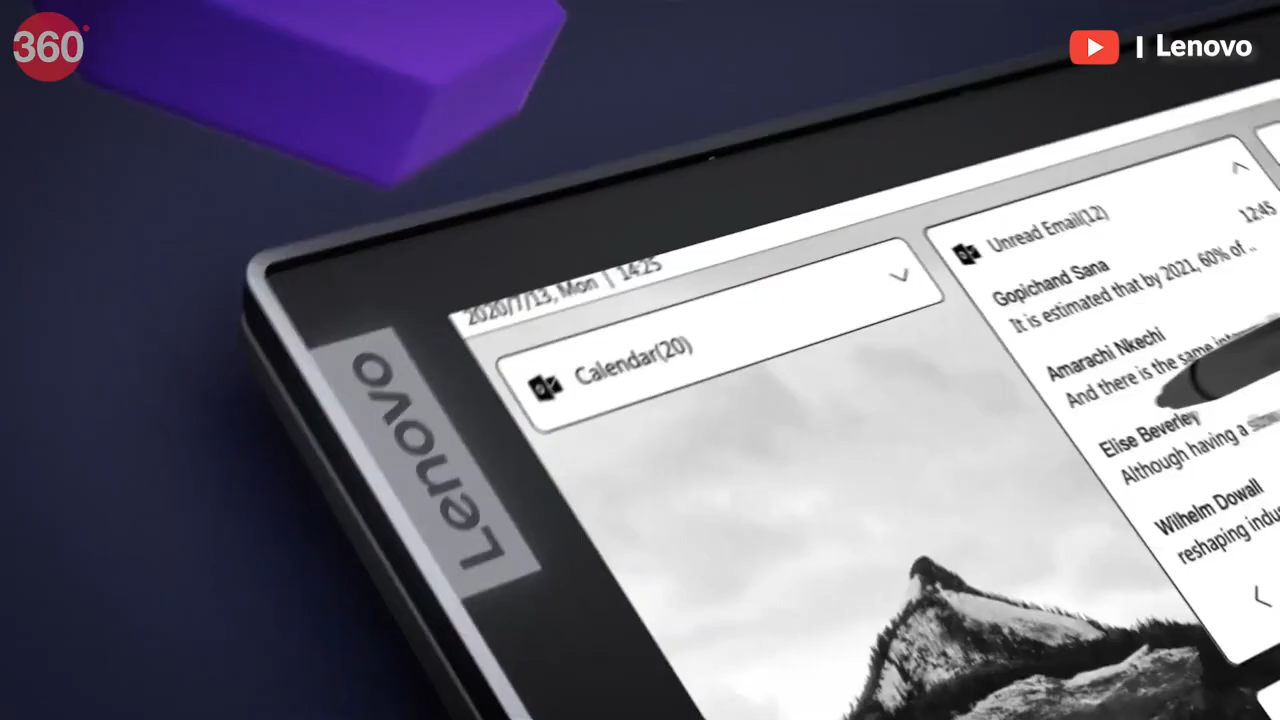 360
| Lenovo
2020/7/13, Mon | 14:25
Calendar(20)
Lenovo
Unread Email(12)
12:45
Gopichand Sana
It is estimated that by 2021, 60% of ..
Amarachi Nkechi
And there is the same
Elise Beverley
Although having a
Wilhelm Dowall
reshaping